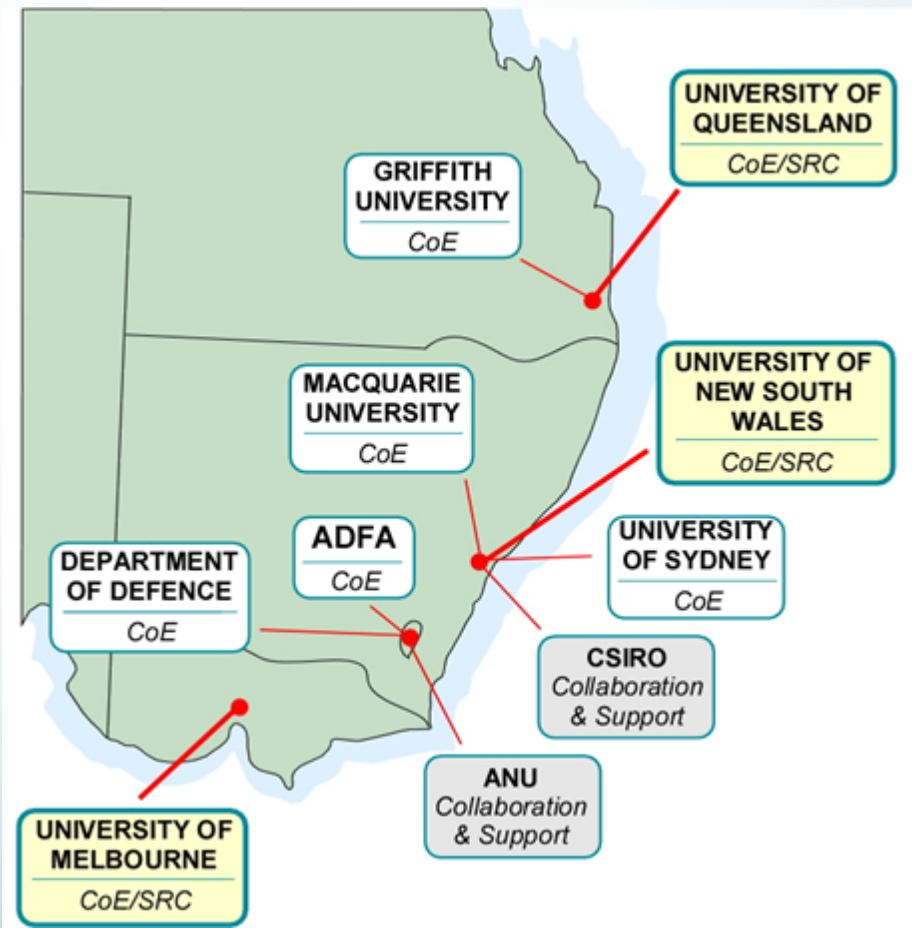 UNIVERSITY OF
QUEENSLAND
CoE/SRC
GRIFFITH
UNIVERSITY
CoE
UNIVERSITY OF
NEW SOUTH
WALES
CoE/SRC
MACQUARIE
UNIVERSITY
CoE
ADFA
CoE
UNIVERSITY
OF SYDNEY
CoE
DEPARTMENT
OF DEFENCE
CoE
CSIRO
Collaboration
& Support
ANU
Collaboration
& Support
UNIVERSITY OF
MELBOURNE
CoE/SRC